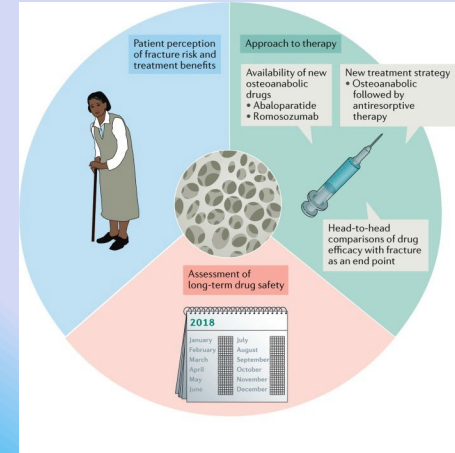 Patient perception
of fracture risk and
treatment benefits
Approach to therapy
Availability of new
osteoanabolic
drugs
• Abaloparatide
• Romosozumab
New treatment strategy
• Osteoanabolic
followed by
antiresorptive
therapy
Head-to-head
comparisons of drug
efficacy with fracture
as an end point
Assessment of
long-term drug safety
2018
January July
February August
March September
April October
May November
June December